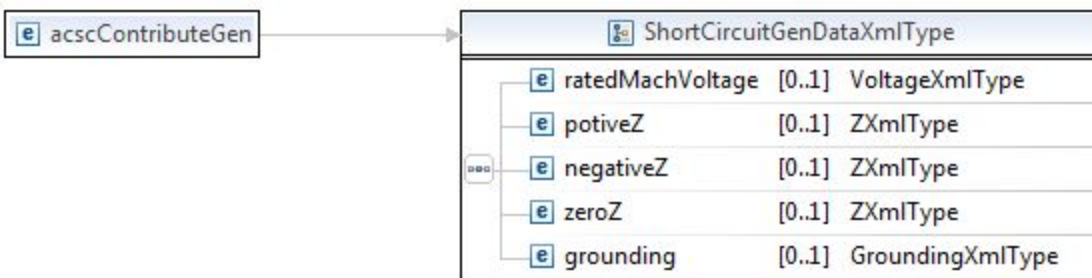 e acscContributeGen
ShortCircuitGenDataXmlType
e ratedMachVoltage [0..1] VoltageXmlType
e potiveZ [0..1] ZXmlType
e negativeZ [0..1] ZXmlType
e zeroZ [0..1] ZXmlType
e grounding [0..1] GroundingXmlType